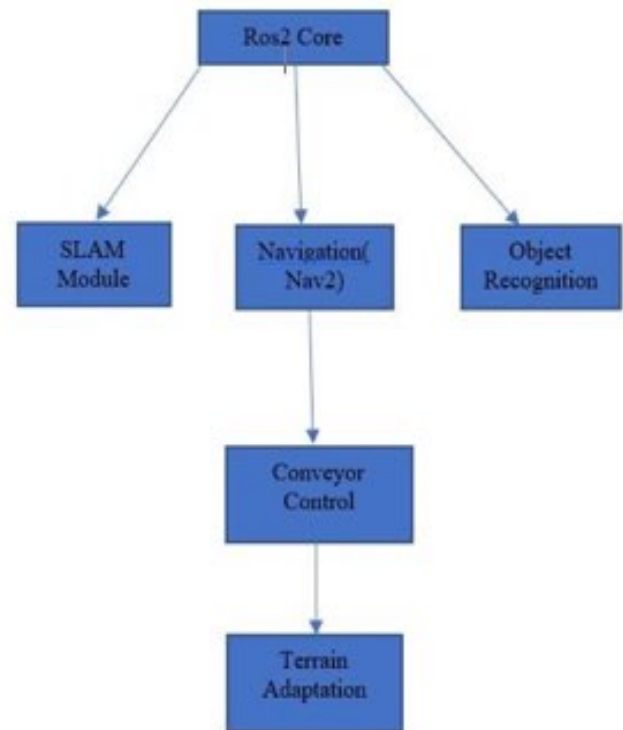 Ros2 Core
SLAM
Module
Navigation(
Nav2)
Object
Recognition
Conveyor
Control
Terrain
Adaptation